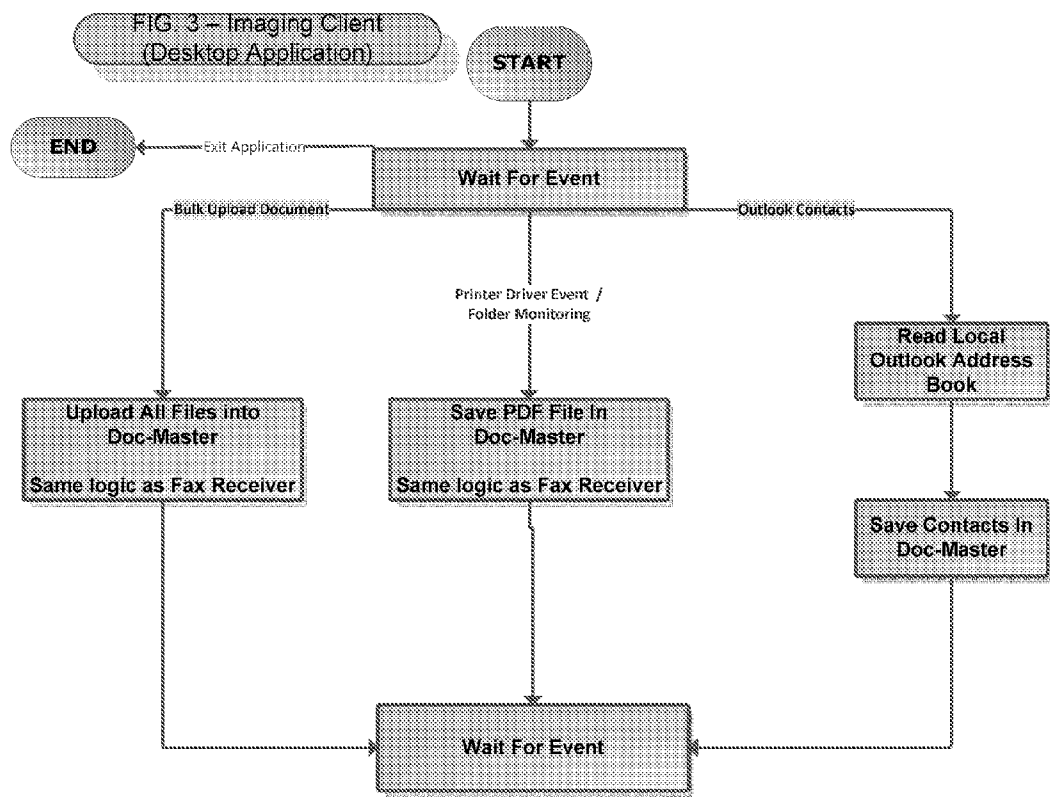 FIG. 3 – Imaging Client
(Desktop Application)
START
END
Exit Application
Wait For Event
Bulk Upload Document
Outlook Contacts
Printer Driver Event /
Folder Monitoring
Read Local
Outlook Address
Book
Upload All Files into
Doc-Master
Same logic as Fax Receiver
Save PDF File In
Doc-Master
Same logic as Fax Receiver
Save Contacts In
Doc-Master
Wait For Event